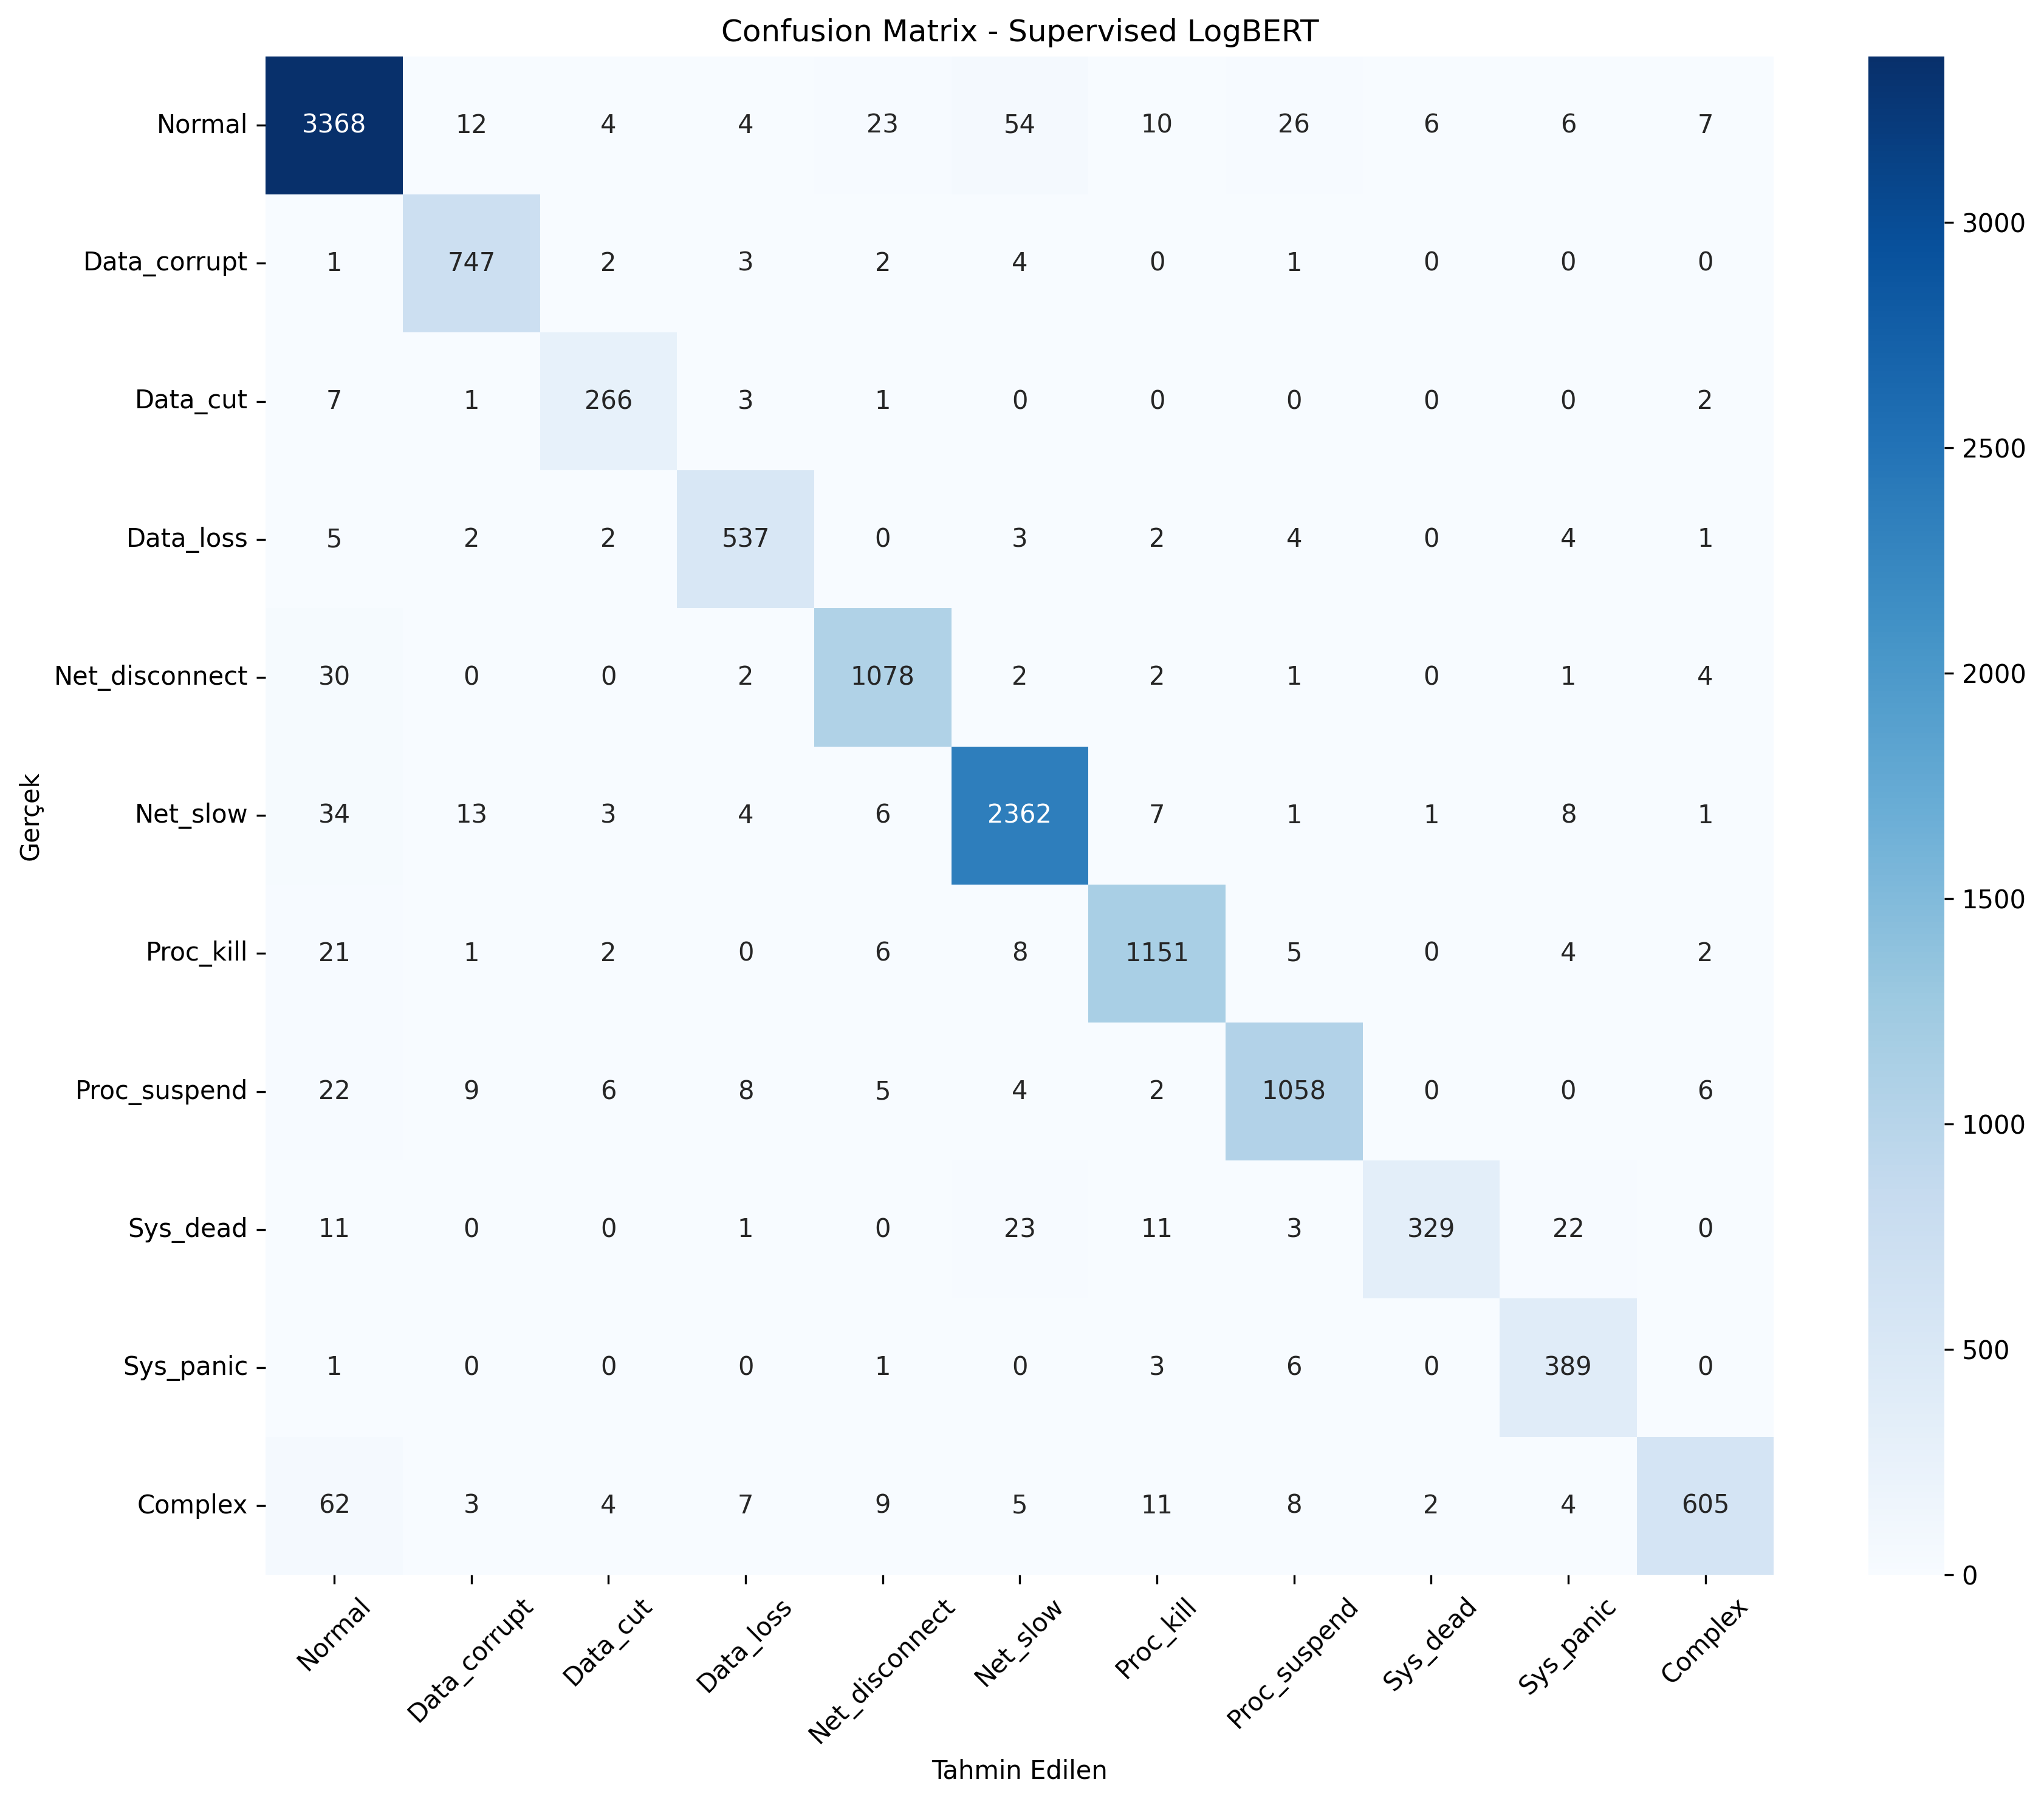 Confusion Matrix - Supervised LogBERT
Normal 3368 12 4 4 23 54 10 26 6 6 7
Data_corrupt 1 747 2 3 2 4 0 1 0 0 0
Data_cut 7 1 266 3 1 0 0 0 0 0 2
Data_loss 5 2 2 537 0 3 2 4 0 4 1
Net_disconnect 30 0 0 2 1078 2 2 1 0 1 4
Net_slow 34 13 3 4 6 2362 7 1 1 8 1
Proc_kill 21 1 2 0 6 8 1151 5 0 4 2
Proc_suspend 22 9 6 8 5 4 2 1058 0 0 6
Sys_dead 11 0 0 1 0 23 11 3 329 22 0
Sys_panic 1 0 0 0 1 0 3 6 0 389 0
Complex 62 3 4 7 9 5 11 8 2 4 605
Normal Data_corrupt Data_cut Data_loss Net_disconnect Net_slow Proc_kill Proc_suspend Sys_dead Sys_panic Complex
Tahmin Edilen
Gerçek
3000
2500
2000
1500
1000
500
0